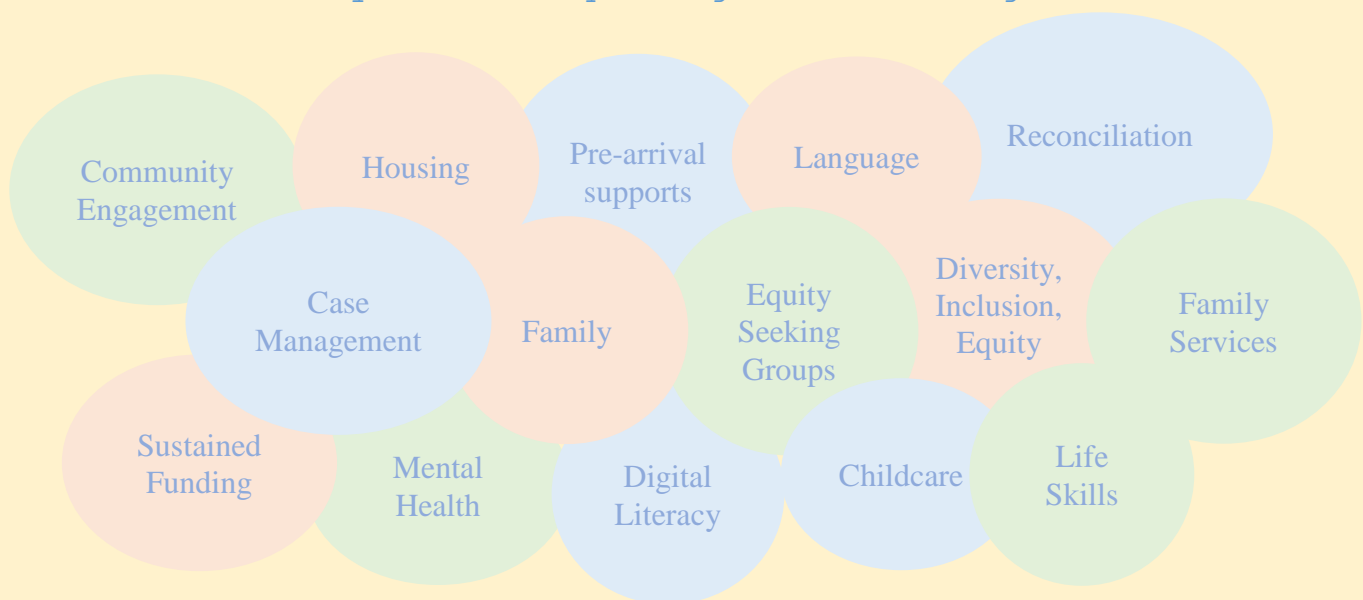 Community
Engagement
Housing
Pre-arrival
supports
Language
Reconciliation
Case
Management
Family
Equity
Seeking
Groups
Diversity,
Inclusion,
Equity
Family
Services
Sustained
Funding
Mental
Health
Digital
Literacy
Childcare
Life
Skills